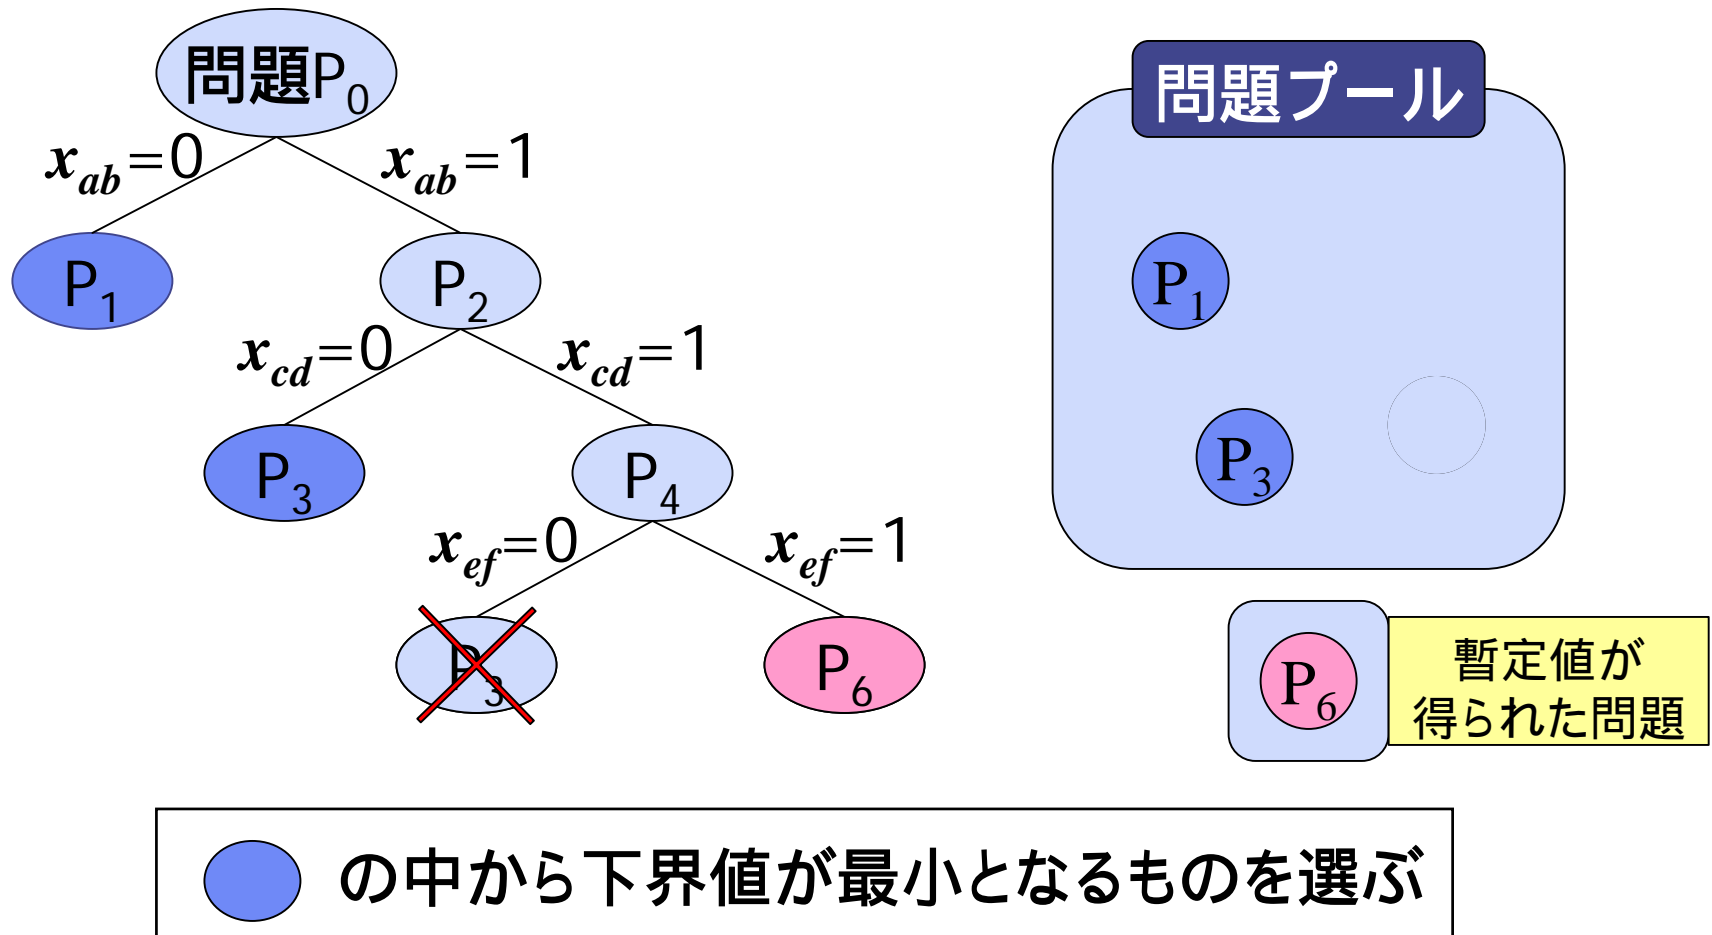 問題P0
xab=0
xab=1
P1
P2
xcd=0
xcd=1
P3
P4
xef=0
xef=1
P3
P6
問題プール
P1
P3
P6
暫定値が
得られた問題
の中から下界値が最小となるものを選ぶ